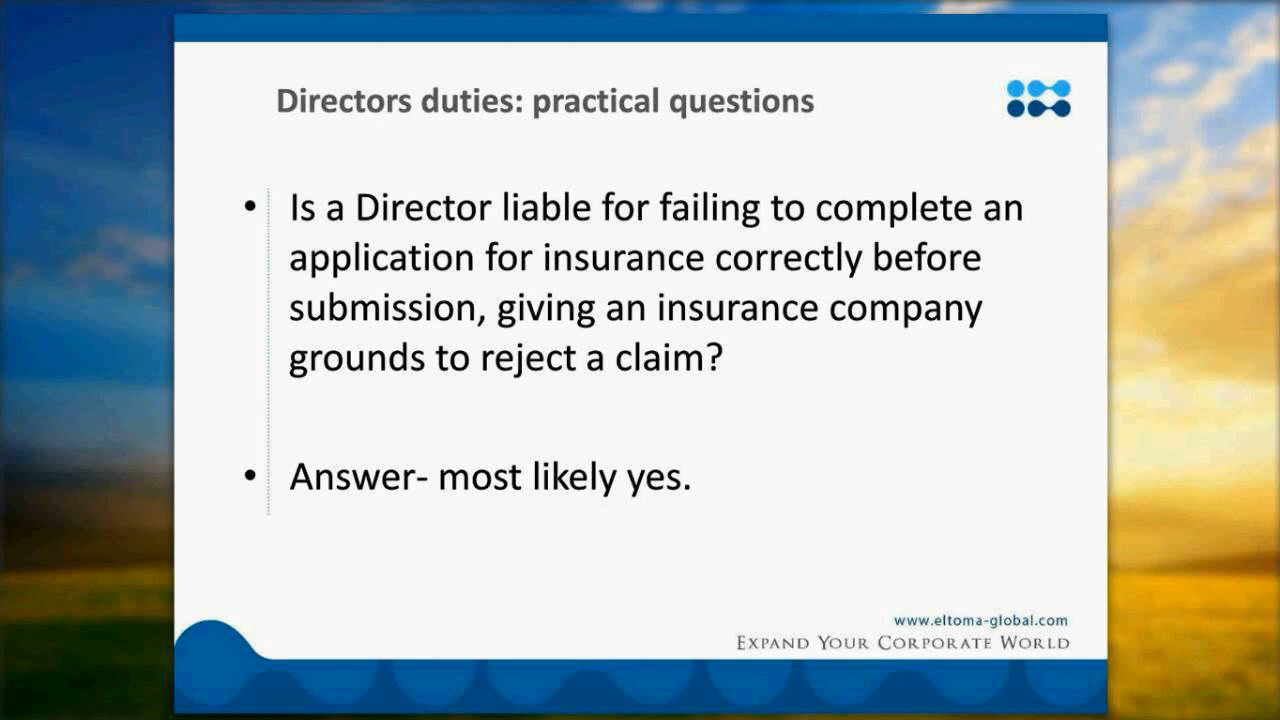 Directors duties: practical questions
• Is a Director liable for failing to complete an
application for insurance correctly before
submission, giving an insurance company
grounds to reject a claim?
• Answer- most likely yes.
www.eltoma-global.com
Expand Your Corporate World